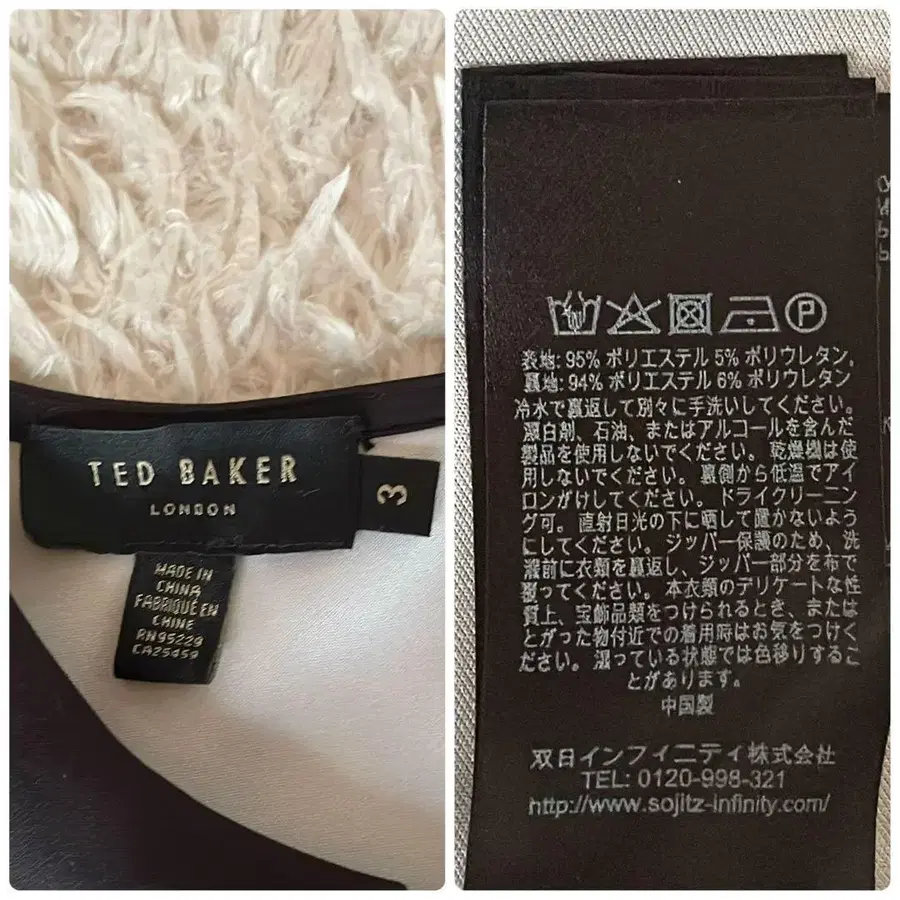 TED BAKER
LONDON
3
MADE IN
CHINA
FABRIQUÉ EN
CHINE
RN95229
CA25459
P
表地: 95% ポリエステル 5% ポリウレタン,
裏地: 94% ポリエステル 6% ポリウレタン
冷水で裏返して別々に手洗いしてください。
漂白剤、石油、またはアルコールを含んだ
製品を使用しないでください。乾燥機は使
用しないでください。裏側から低温でアイ
ロンがけしてください。ドライクリーニン
グ可。直射日光の下に晒して置かないよう
にしてください。ジッパー保護のため、洗
濯前に衣類を裏返し、ジッパー部分を布で
覆ってください。本衣類のデリケートな性
質上、宝飾品類をつけられるとき、または
とがった物付近での着用時はお気をつけく
ださい。湿っている状態では色移りするこ
とがあります。
中国製
双日インフィニティ株式会社
TEL: 0120-998-321
http://www.sojitz-infinity.com/